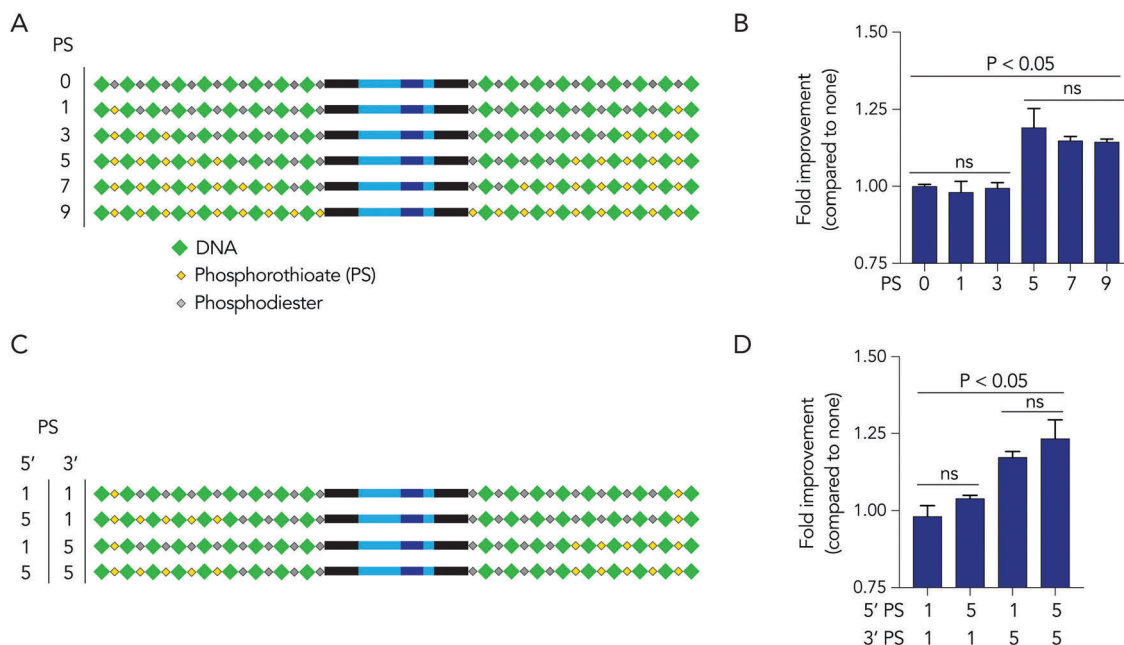 A
PS
0
1
3
5
7
9
DNA
Phosphorothioate (PS)
Phosphodiester
B
Fold improvement
(compared to none)
1.50
1.25
1.00
0.75
P < 0.05
ns
ns
PS 0 1 3 5 7 9
C
PS
5’ 3’
1 1
5 1
1 5
5 5
D
Fold improvement
(compared to none)
1.50
1.25
1.00
0.75
P < 0.05
ns
ns
5’ PS 1 5 1 5
3’ PS 1 1 5 5